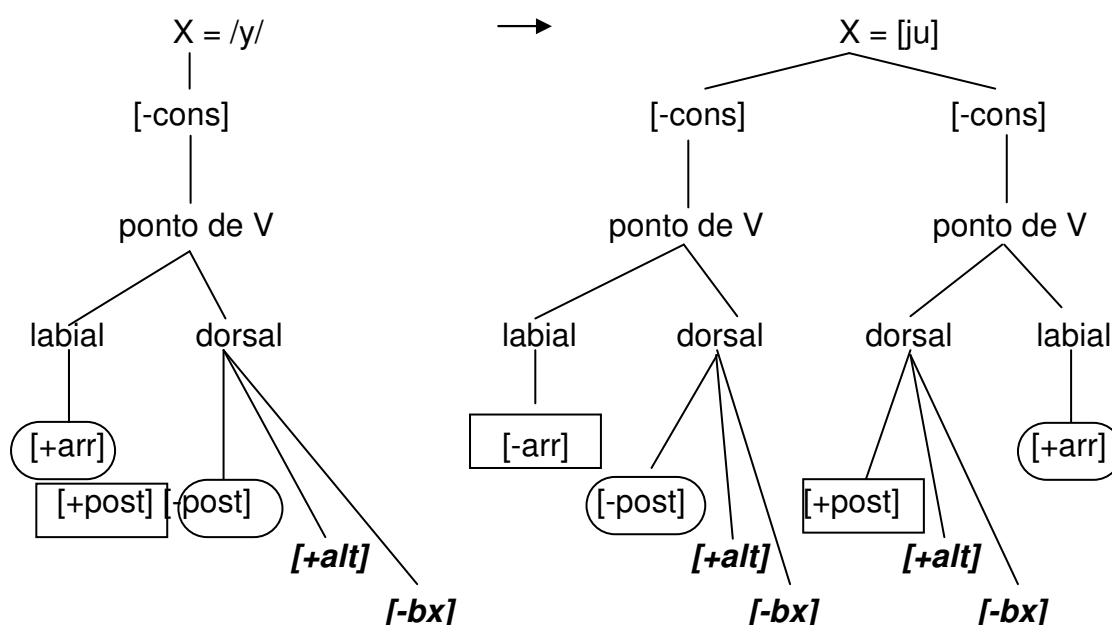 X = /y/ X = [ju]
[-cons] [-cons] [-cons]
ponto de V ponto de V ponto de V
labial dorsal labial dorsal dorsal labial
[+arr] [-arr] [+arr]
[+post] [-post] [-post] [+post]
[+alt] [+alt] [+alt]
[-bx] [-bx] [-bx]